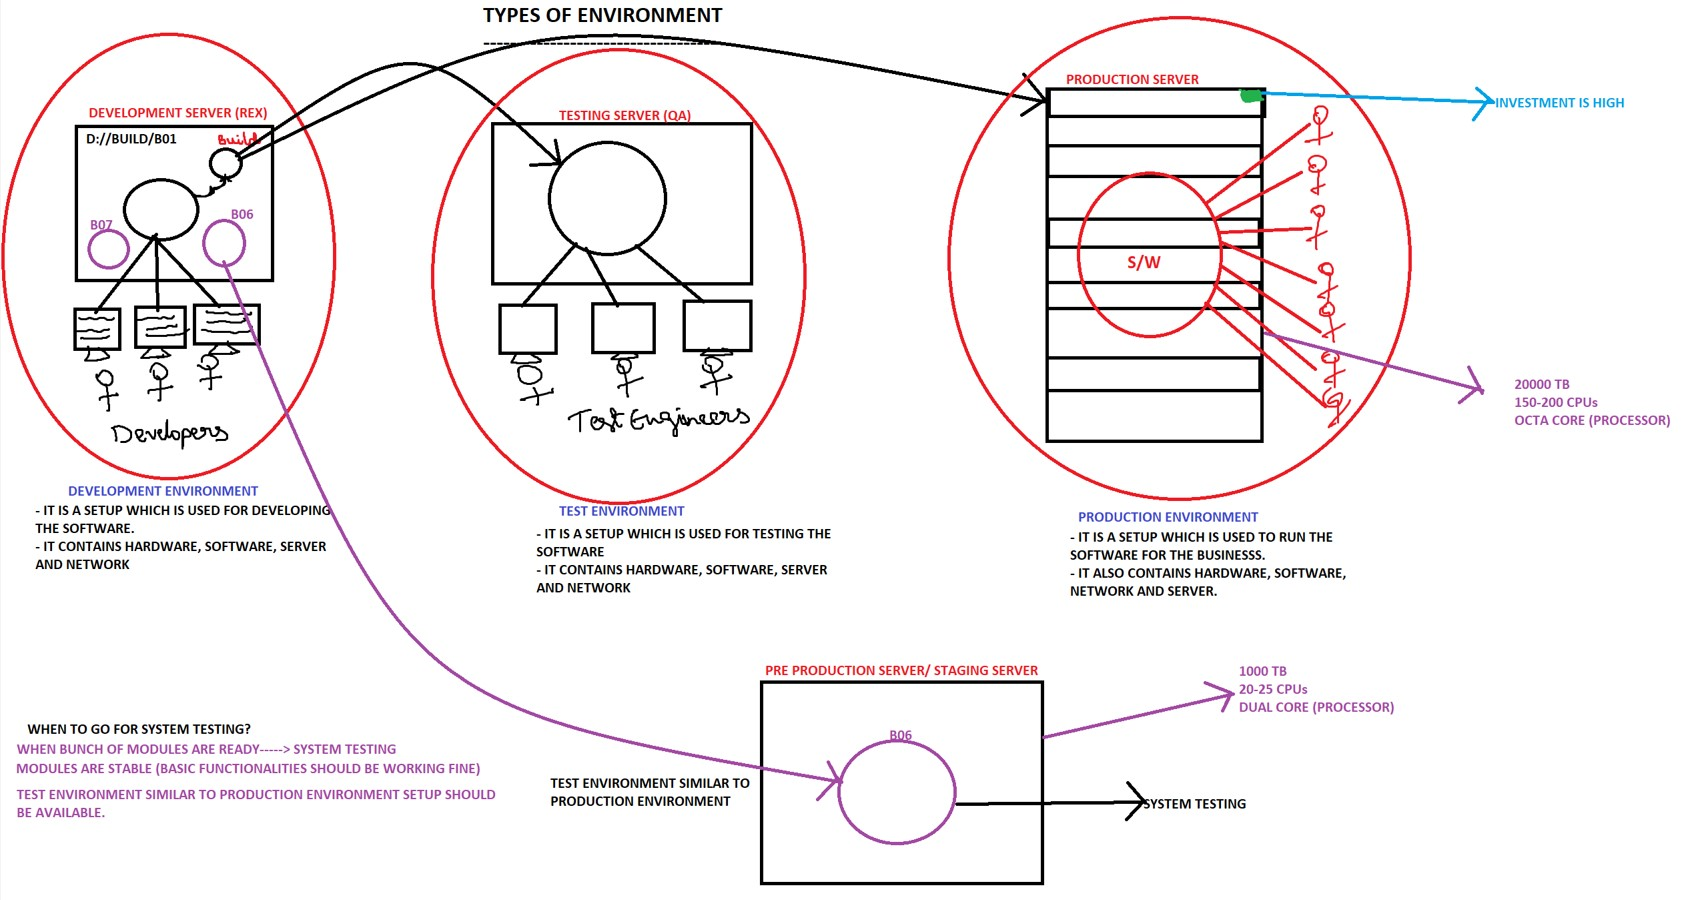 TYPES OF ENVIRONMENT
DEVELOPMENT SERVER (REX)
D://BUILD/B01
Build
B07
B06
Developers
DEVELOPMENT ENVIRONMENT
- IT IS A SETUP WHICH IS USED FOR DEVELOPING
THE SOFTWARE.
- IT CONTAINS HARDWARE, SOFTWARE, SERVER
AND NETWORK
TESTING SERVER (QA)
Test Engineers
TEST ENVIRONMENT
- IT IS A SETUP WHICH IS USED FOR TESTING THE
SOFTWARE
- IT CONTAINS HARDWARE, SOFTWARE, SERVER
AND NETWORK
PRODUCTION SERVER
INVESTMENT IS HIGH
S/W
20000 TB
150-200 CPUs
OCTA CORE (PROCESSOR)
PRODUCTION ENVIRONMENT
- IT IS A SETUP WHICH IS USED TO RUN THE
SOFTWARE FOR THE BUSINESSS.
- IT ALSO CONTAINS HARDWARE, SOFTWARE,
NETWORK AND SERVER.
PRE PRODUCTION SERVER/ STAGING SERVER
1000 TB
20-25 CPUs
DUAL CORE (PROCESSOR)
B06
TEST ENVIRONMENT SIMILAR TO
PRODUCTION ENVIRONMENT
SYSTEM TESTING
WHEN TO GO FOR SYSTEM TESTING?
WHEN BUNCH OF MODULES ARE READY-----> SYSTEM TESTING
MODULES ARE STABLE (BASIC FUNCTIONALITIES SHOULD BE WORKING FINE)
TEST ENVIRONMENT SIMILAR TO PRODUCTION ENVIRONMENT SETUP SHOULD
BE AVAILABLE.